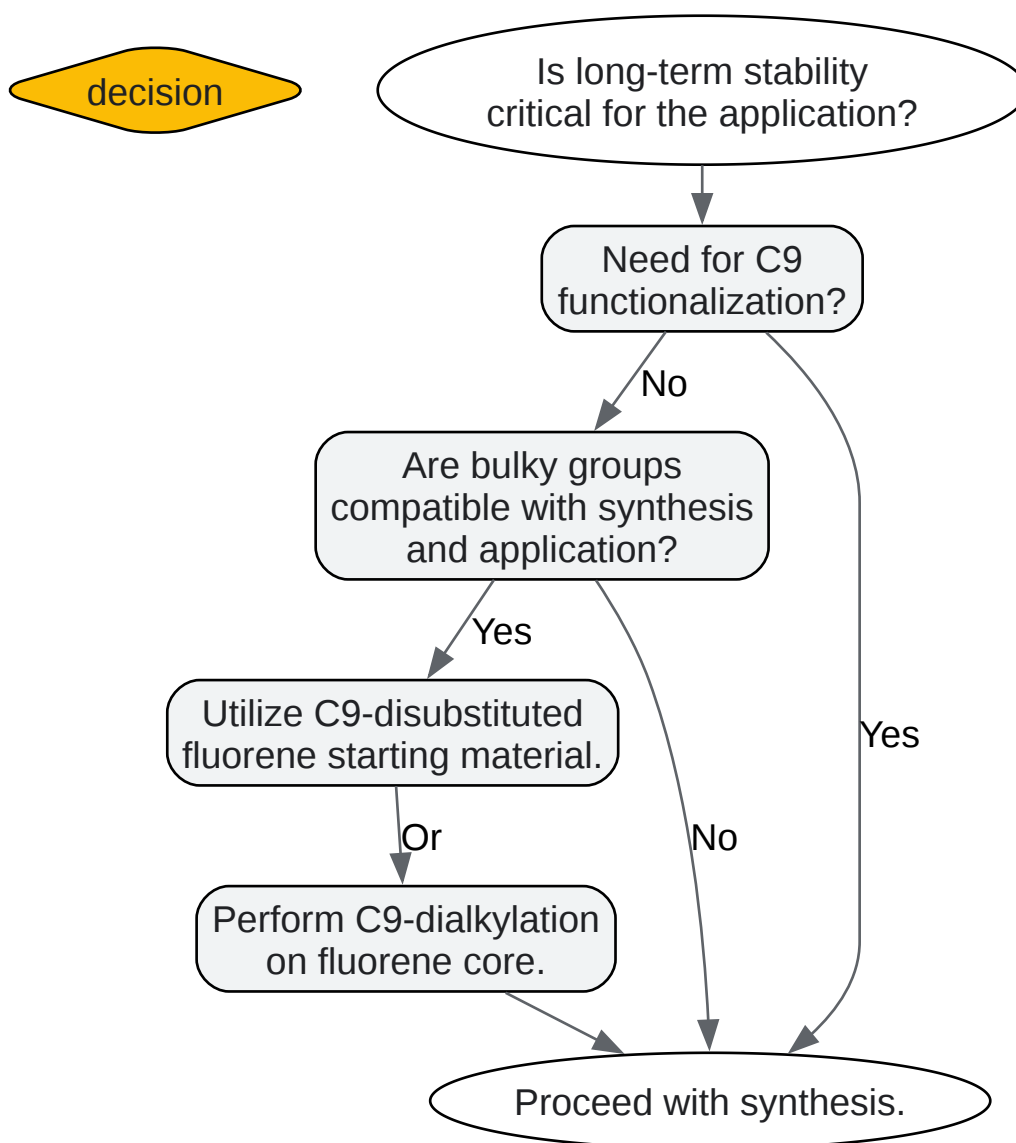 decision
Is long-term stability
critical for the application?
Need for C9
functionalization?
No
Are bulky groups
compatible with synthesis
and application?
Yes
Utilize C9-disubstituted
fluorene starting material.
Yes
Or
No
Perform C9-dialkylation
on fluorene core.
Proceed with synthesis.